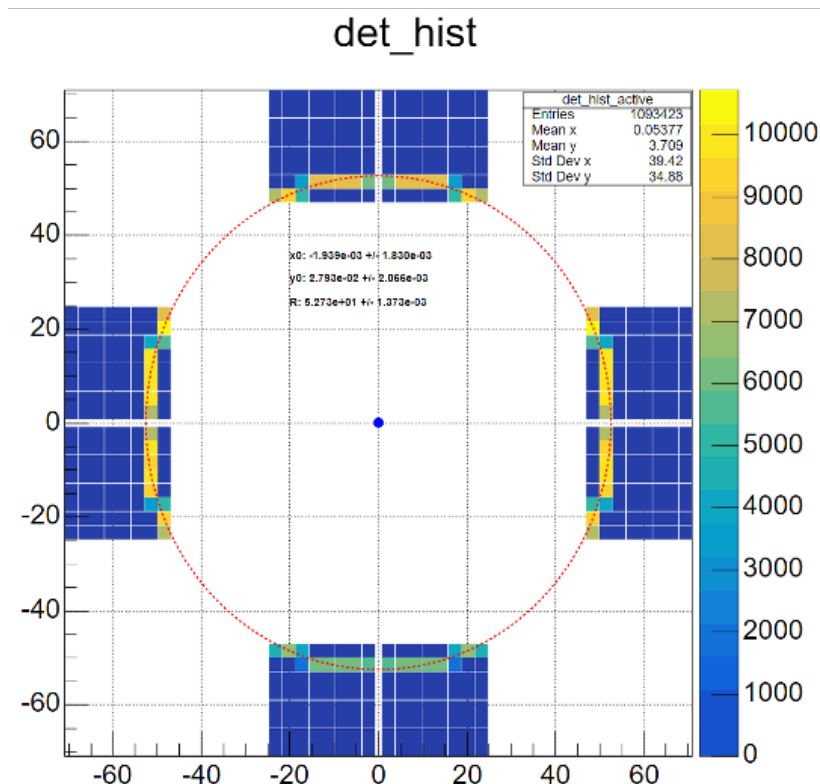 det_hist
det_hist_active
Entries 1093423
Mean x 0.05377
Mean y 3.709
Std Dev x 39.42
Std Dev y 34.88
x0: -1.939e-03 +/- 1.830e-03
y0: 2.793e-02 +/- 2.066e-03
R: 5.273e+01 +/- 1.373e-03
60
40
20
0
-20
-40
-60
-60 -40 -20 0 20 40 60
10000
9000
8000
7000
6000
5000
4000
3000
2000
1000
0